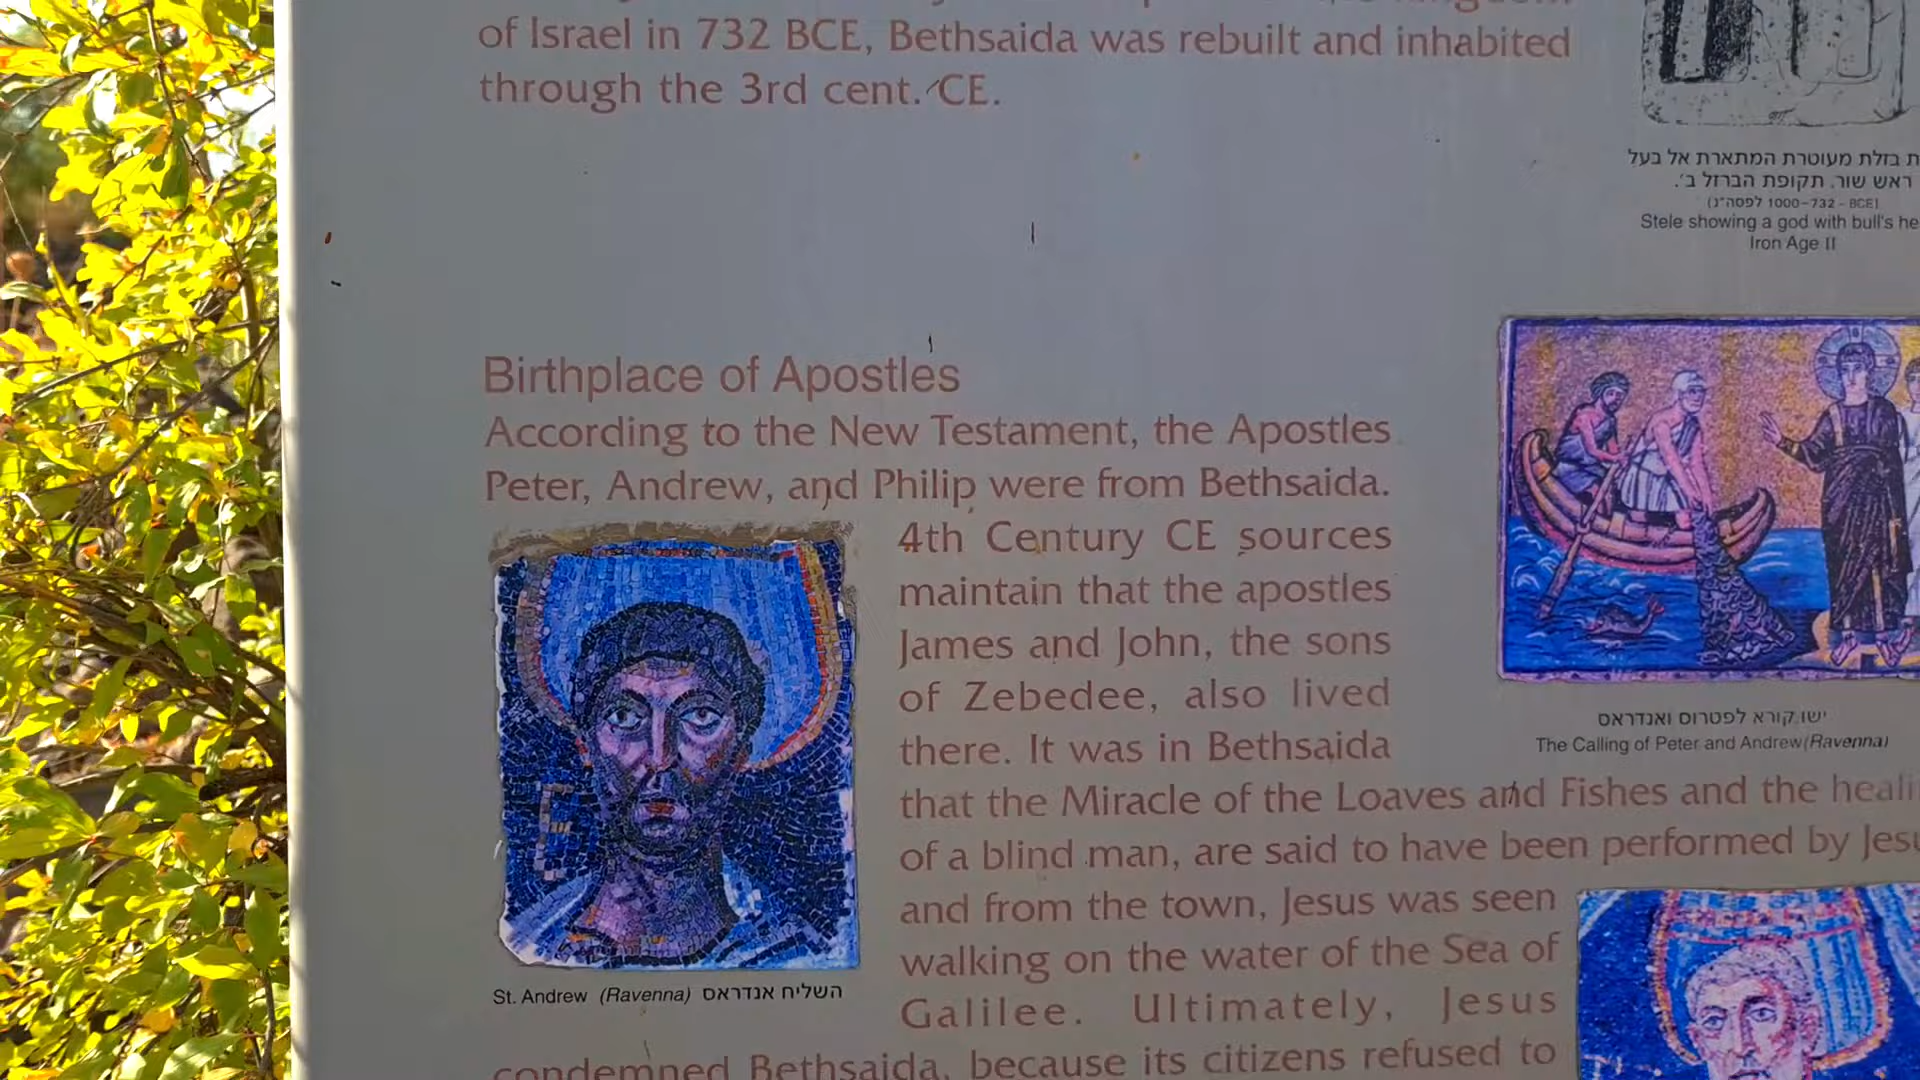 of Israel in 732 BCE, Bethsaida was rebuilt and inhabited
through the 3rd cent. CE.
ת בזלת מעוטרת המתארת אל בעל
ראש שור. תקופת הברזל ב'.
(1000-732 - BCE לפסה"נ)
Stele showing a god with bull's he
Iron Age II
Birthplace of Apostles
According to the New Testament, the Apostles
Peter, Andrew, and Philip were from Bethsaida.
4th Century CE sources
maintain that the apostles
James and John, the sons
of Zebedee, also lived
there. It was in Bethsaida
that the Miracle of the Loaves and Fishes and the heali
of a blind man, are said to have been performed by Jesu
and from the town, Jesus was seen
walking on the water of the Sea of
Galilee. Ultimately, Jesus
condemned Bethsaida, because its citizens refused to
ישו קורא לפטרוס ואנדראס
The Calling of Peter and Andrew (Ravenna)
St. Andrew (Ravenna) השליח אנדראס